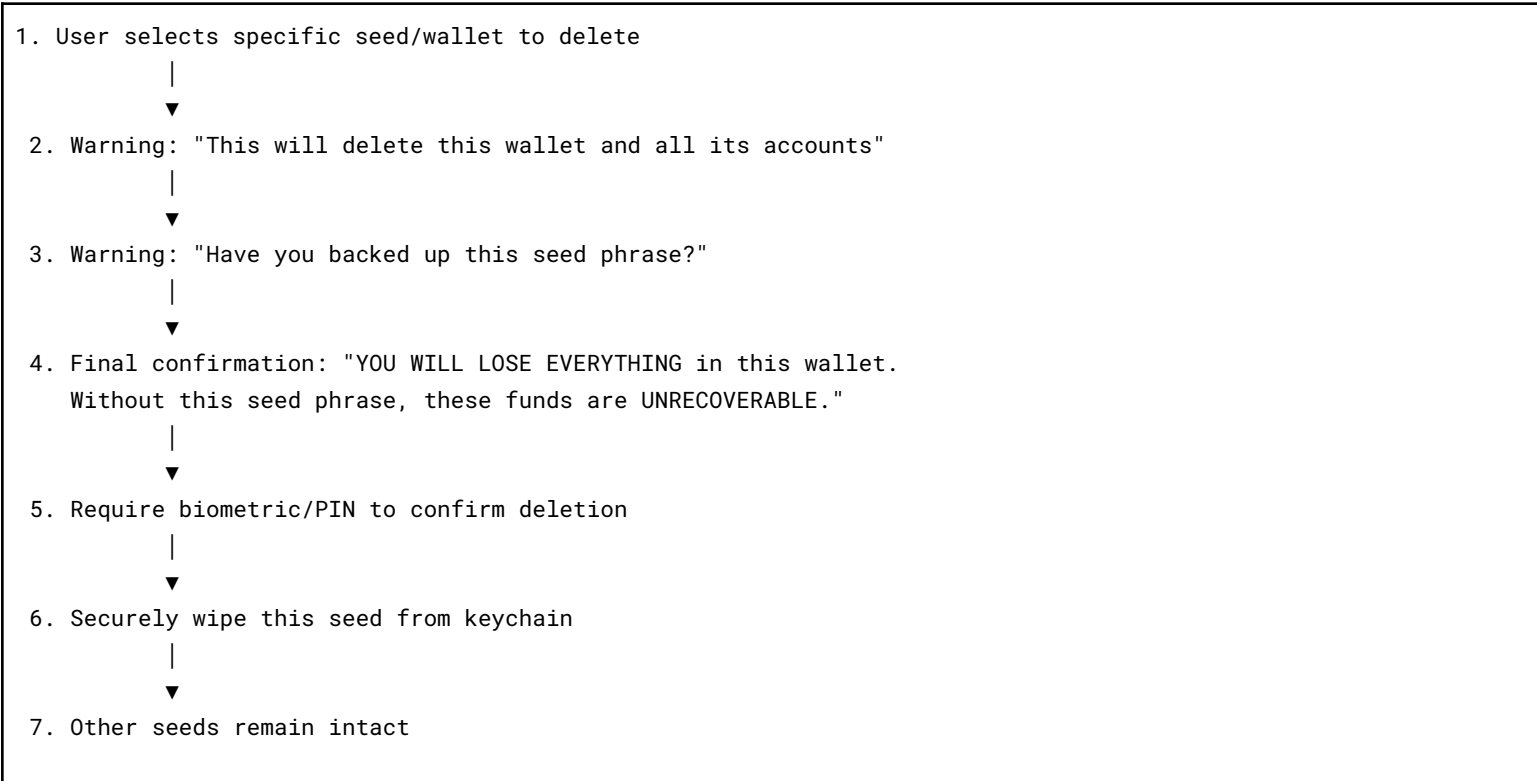 1. User selects specific seed/wallet to delete
│
▼
2. Warning: "This will delete this wallet and all its accounts"
│
▼
3. Warning: "Have you backed up this seed phrase?"
│
▼
4. Final confirmation: "YOU WILL LOSE EVERYTHING in this wallet.
Without this seed phrase, these funds are UNRECOVERABLE."
│
▼
5. Require biometric/PIN to confirm deletion
│
▼
6. Securely wipe this seed from keychain
│
▼
7. Other seeds remain intact